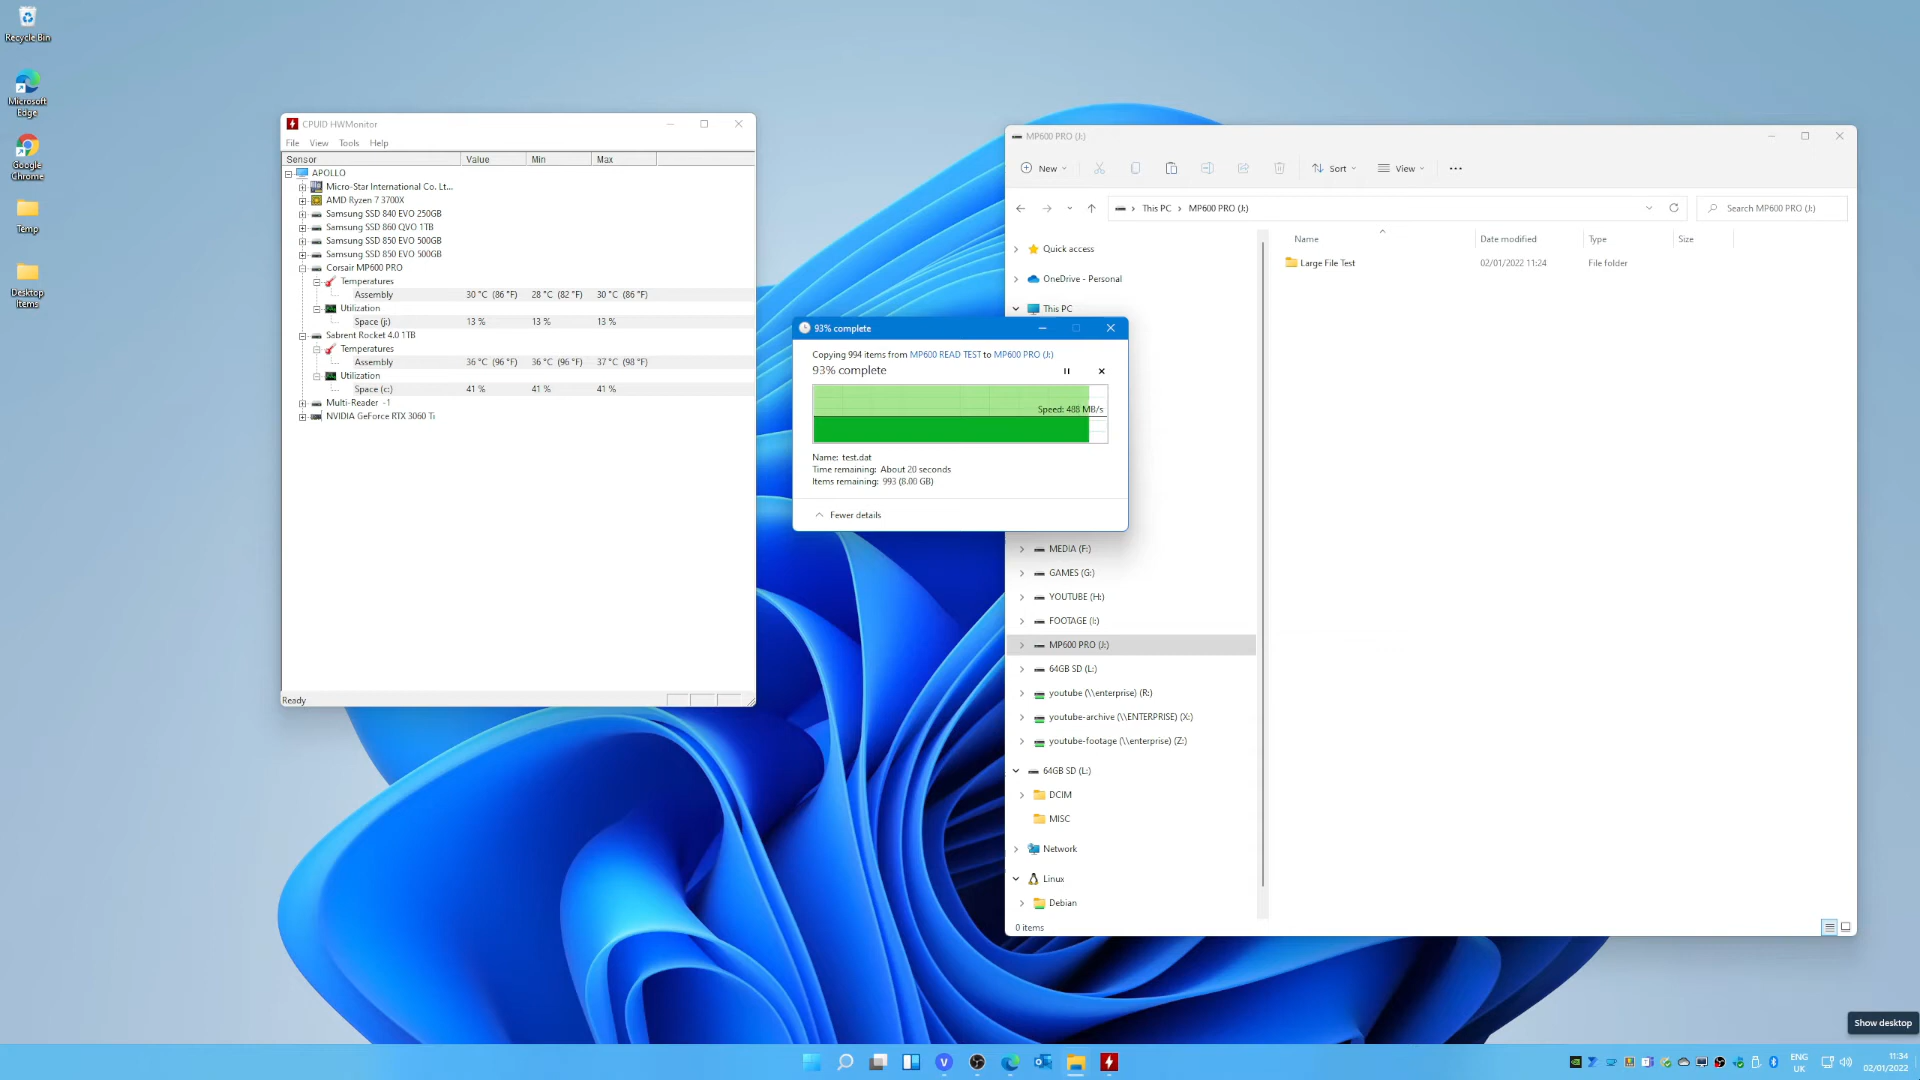 Recycle Bin
Microsoft
Edge
Google
Chrome
Temp
Desktop
items
CPUID HWMonitor
File View Tools Help
Sensor Value Min Max
APOLLO
Micro-Star International Co. Lt...
AMD Ryzen 7 3700X
Samsung SSD 840 EVO 250GB
Samsung SSD 860 QVO 1TB
Samsung SSD 850 EVO 500GB
Samsung SSD 850 EVO 500GB
Corsair MP600 PRO
Temperatures
Assembly 30 °C (86 °F) 28 °C (82 °F) 30 °C (86 °F)
Utilization
Space (j:) 13 % 13 % 13 %
Sabrent Rocket 4.0 1TB
Temperatures
Assembly 36 °C (96 °F) 36 °C (96 °F) 37 °C (98 °F)
Utilization
Space (c:) 41 % 41 % 41 %
Multi-Reader -1
NVIDIA GeForce RTX 3060 Ti
Ready
93% complete
Copying 994 items from MP600 READ TEST to MP600 PRO (J:)
93% complete
Speed: 488 MB/s
Name: test.dat
Time remaining: About 20 seconds
Items remaining: 993 (8.00 GB)
Fewer details
MP600 PRO (J:)
New Sort View
This PC MP600 PRO (J:) Search MP600 PRO (J:)
Name Date modified Type Size
Large File Test 02/01/2022 11:24 File folder
Quick access
OneDrive - Personal
This PC
MEDIA (F:)
GAMES (G:)
YOUTUBE (H:)
FOOTAGE (I:)
MP600 PRO (J:)
64GB SD (L:)
youtube (\\enterprise) (R:)
youtube-archive (\\ENTERPRISE) (X:)
youtube-footage (\\enterprise) (Z:)
64GB SD (L:)
DCIM
MISC
Network
Linux
Debian
0 items
Show desktop
ENG
UK
11:34
02/01/2022